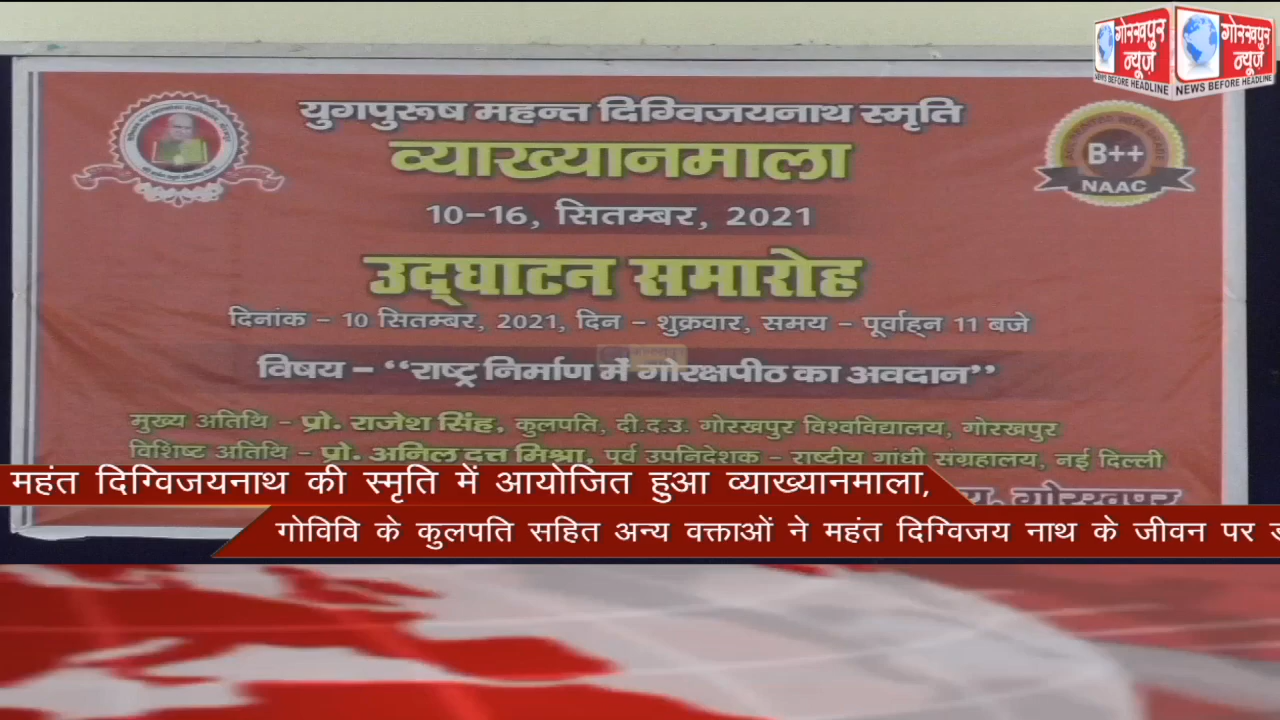 गोरखपुर न्यूज़
NEWS BEFORE HEADLINE
गोरखपुर न्यूज़
NEWS BEFORE HEADLINE
युगपुरूष महन्त दिग्विजयनाथ स्मृति
व्याख्यानमाला
10-16, सितम्बर, 2021
B++
NAAC
उद्घाटन समारोह
दिनांक - 10 सितम्बर, 2021, दिन - शुक्रवार, समय - पूर्वाह्न 11 बजे
विषय - “राष्ट्र निर्माण में गोरक्षपीठ का अवदान”
मुख्य अतिथि - प्रो. राजेश सिंह, कुलपति, दी.द.उ. गोरखपुर विश्वविद्यालय, गोरखपुर
विशिष्ट अतिथि - प्रो. अनिल दत्त मिश्रा, पूर्व उपनिदेशक - राष्ट्रीय गांधी संग्रहालय, नई दिल्ली
गोरखपुर
महंत दिग्विजयनाथ की स्मृति में आयोजित हुआ व्याख्यानमाला,
गोविवि के कुलपति सहित अन्य वक्ताओं ने महंत दिग्विजय नाथ के जीवन पर